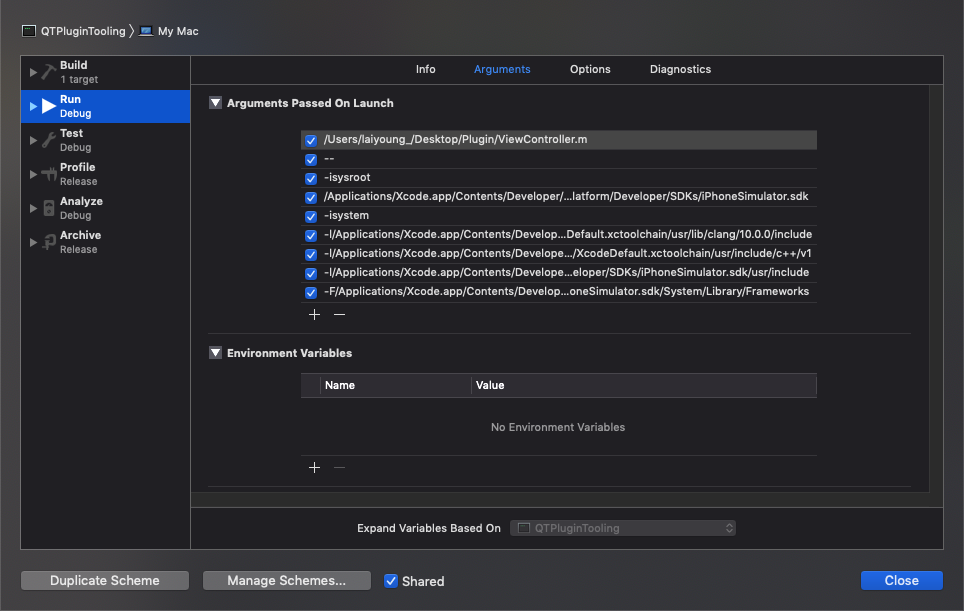 QTPluginTooling 〉 My Mac
Build
1 target
Run
Debug
Test
Debug
Profile
Release
Analyze
Debug
Archive
Release
Info Arguments Options Diagnostics
Arguments Passed On Launch
/Users/laiyoung_/Desktop/Plugin/ViewController.m
--
-isysroot
/Applications/Xcode.app/Contents/Developer/...latform/Developer/SDKs/iPhoneSimulator.sdk
-isystem
-I/Applications/Xcode.app/Contents/Develop...Default.xctoolchain/usr/lib/clang/10.0.0/include
-I/Applications/Xcode.app/Contents/Develope.../XcodeDefault.xctoolchain/usr/include/c++/v1
-I/Applications/Xcode.app/Contents/Develope...eloper/SDKs/iPhoneSimulator.sdk/usr/include
-F/Applications/Xcode.app/Contents/Develop...oneSimulator.sdk/System/Library/Frameworks
Environment Variables
Name Value
No Environment Variables
Expand Variables Based On QTPluginTooling
Duplicate Scheme Manage Schemes... Shared Close